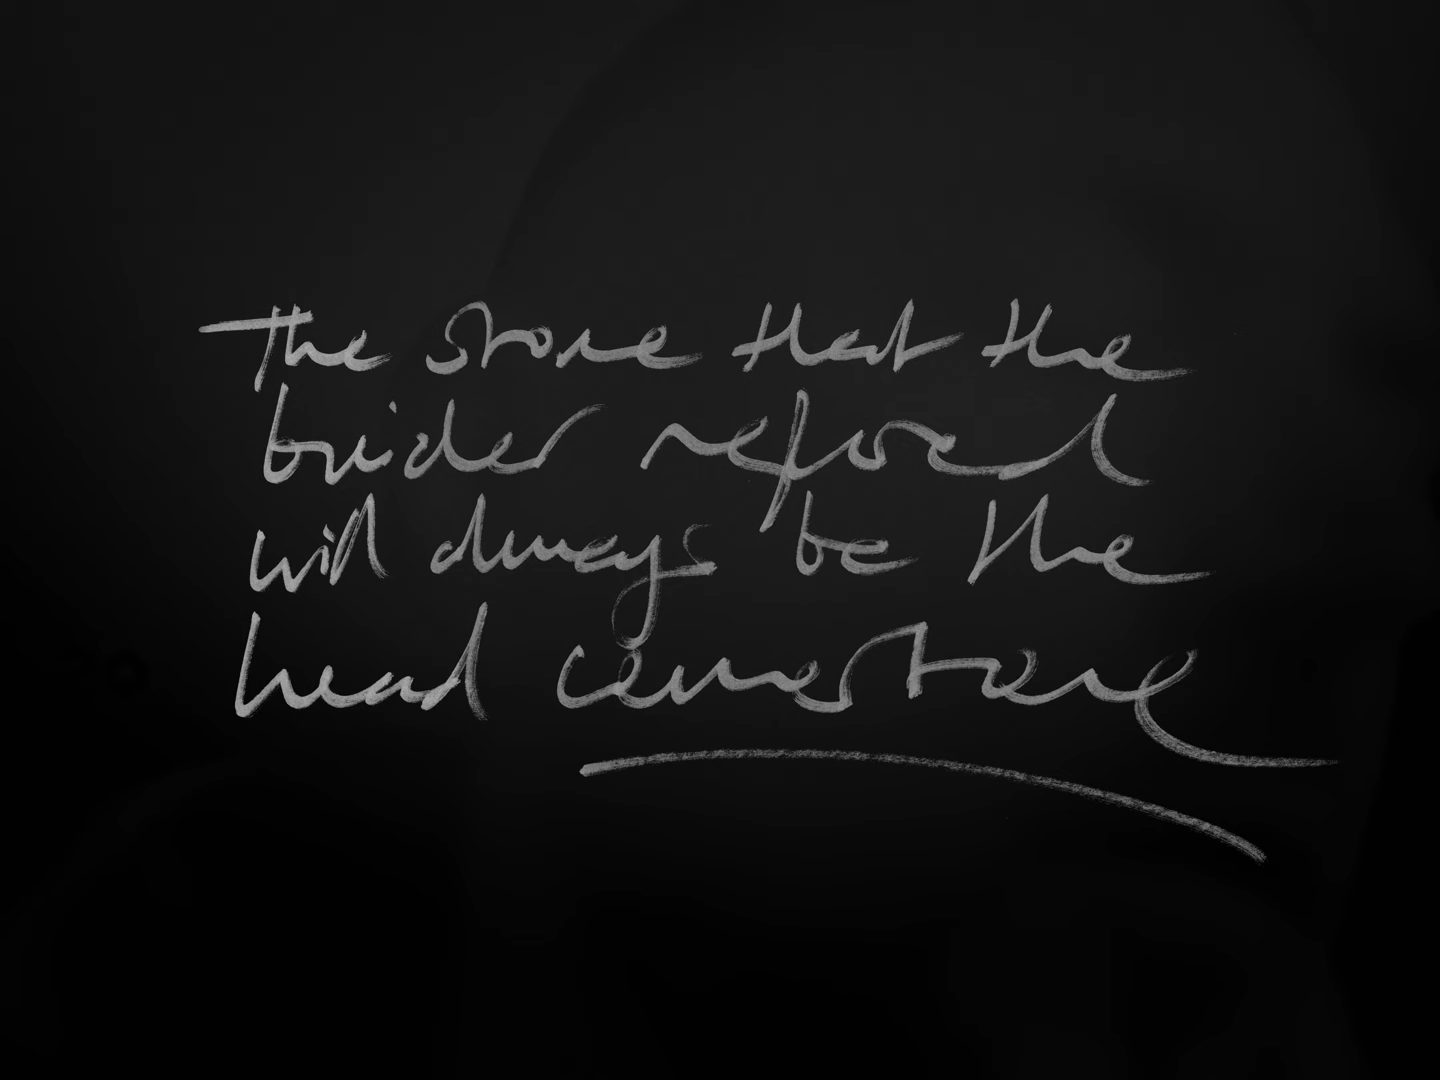 The stone that the
builder refused
will always be the
head cornerstone